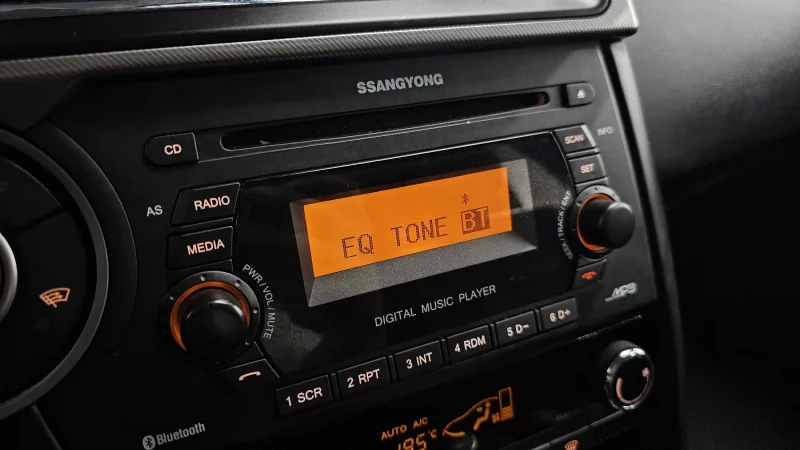 SSANGYONG
CD
SCAN INFO
SET
AS RADIO
MEDIA
EQ TONE BT
PWR/VOL/MUTE
SEEK/TRACK/ENT
DIGITAL MUSIC PLAYER
MP3
1 SCR
2 RPT
3 INT
4 RDM
5 D-
6 D+
Bluetooth
AUTO A/C